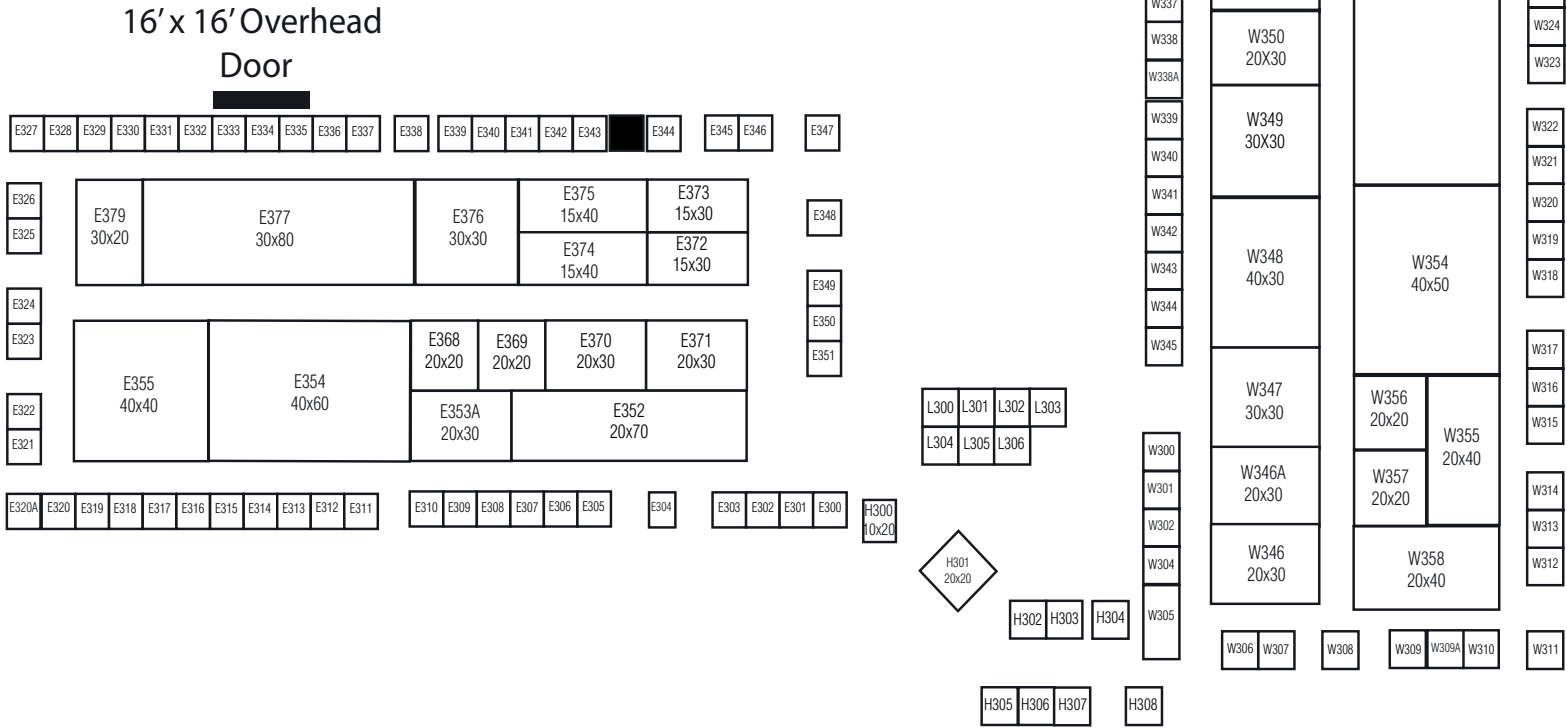 16’ x 16’ Overhead
Door
E327 E328 E329 E330 E331 E332 E333 E334 E335 E336 E337 E338 E339 E340 E341 E342 E343 E344 E345 E346 E347
E326
E325
E324
E323
E322
E321
E379
30x20
E377
30x80
E376
30x30
E375
15x40
E373
15x30
E374
15x40
E372
15x30
E348
E349
E350
E351
E355
40x40
E354
40x60
E368
20x20
E369
20x20
E370
20x30
E371
20x30
E353A
20x30
E352
20x70
E320A E320 E319 E318 E317 E316 E315 E314 E313 E312 E311 E310 E309 E308 E307 E306 E305 E304 E303 E302 E301 E300
H300
10x20
L300 L301 L302 L303
L304 L305 L306
H301
20x20
H302 H303 H304
H305 H306 H307 H308
W337
W338
W338A
W339
W340
W341
W342
W343
W344
W345
W300
W301
W302
W304
W305
W350
20X30
W349
30X30
W348
40x30
W347
30x30
W346A
20x30
W346
20x30
W354
40x50
W356
20x20
W355
20x40
W357
20x20
W358
20x40
W324
W323
W322
W321
W320
W319
W318
W317
W316
W315
W314
W313
W312
W306 W307 W308 W309 W309A W310 W311